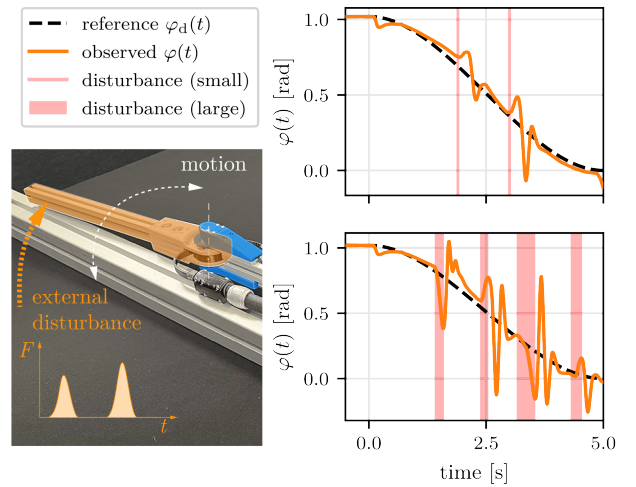 reference φd(t)
observed φ(t)
disturbance (small)
disturbance (large)
motion
external
disturbance
F
t
φ(t) [rad]
1.0
0.5
0.0
φ(t) [rad]
1.0
0.5
0.0
0.0 2.5 5.0
time [s]